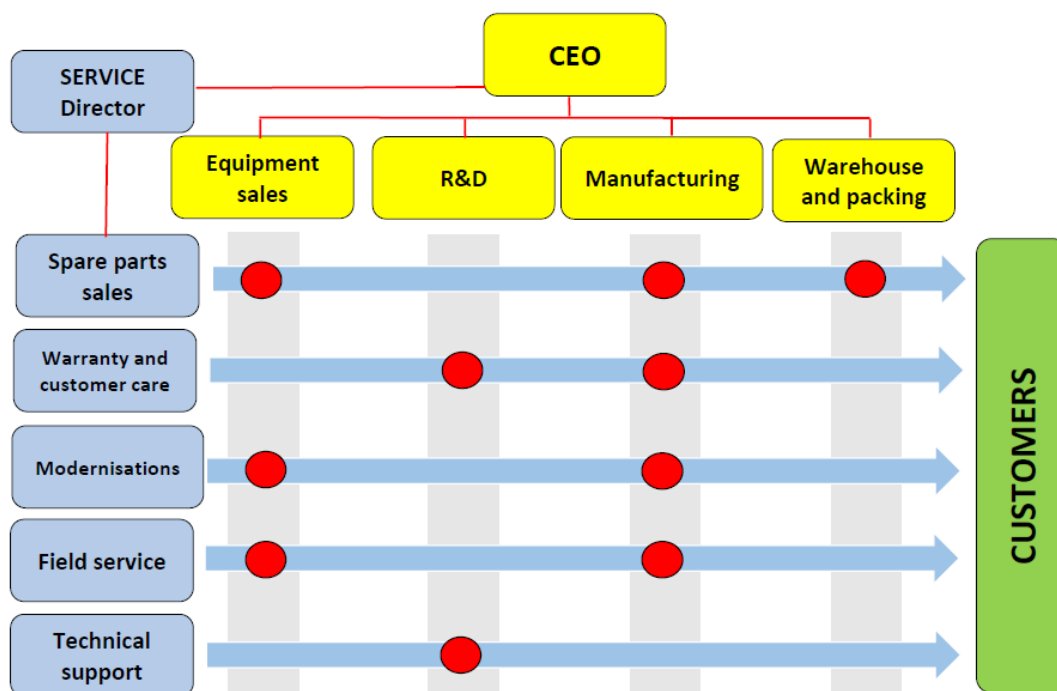 CEO
SERVICE
Director
Equipment
sales
R&D
Manufacturing
Warehouse
and packing
Spare parts
sales
Warranty and
customer care
Modernisations
Field service
Technical
support
CUSTOMERS